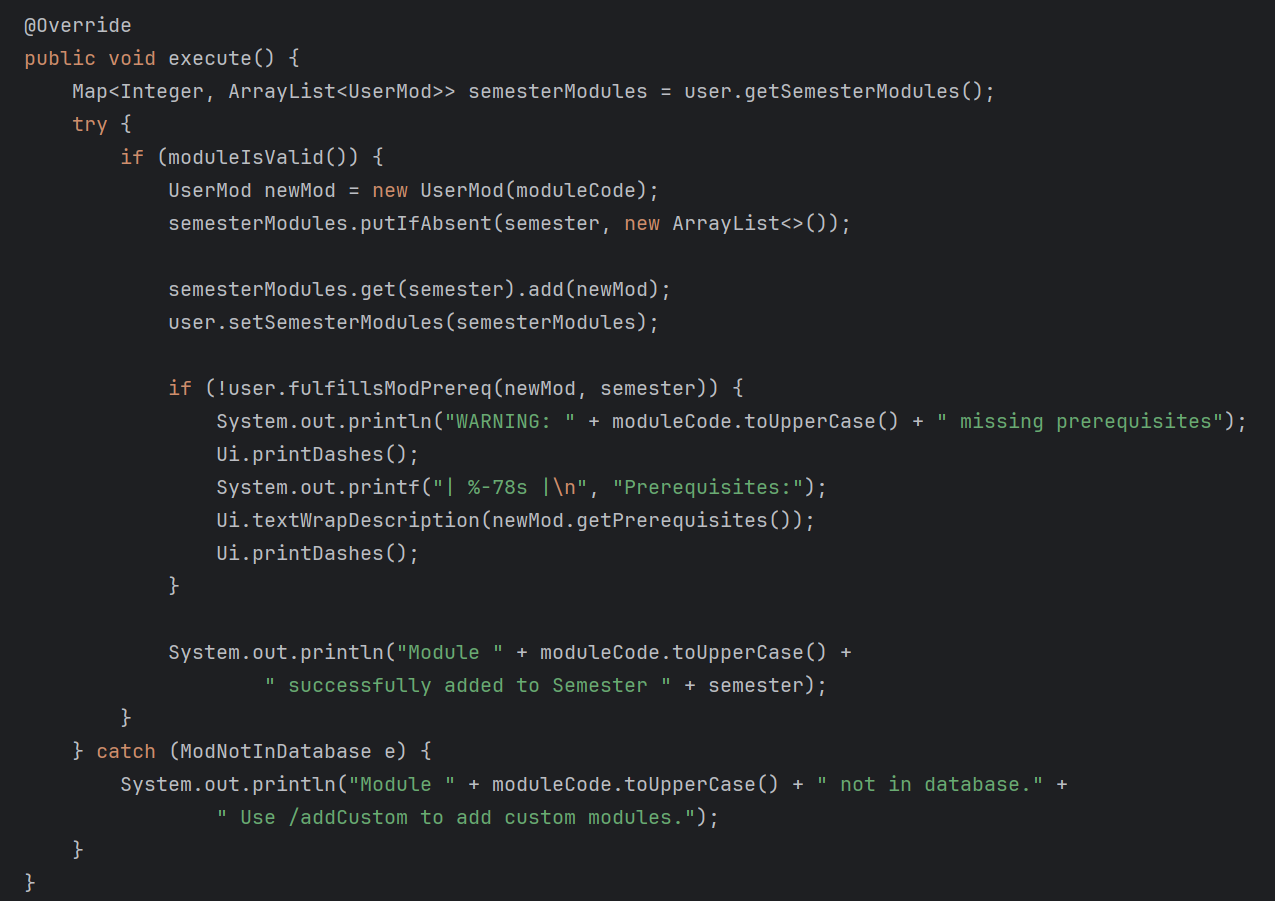 @Override
public void execute() {
    Map<Integer, ArrayList<UserMod>> semesterModules = user.getSemesterModules();
    try {
        if (moduleIsValid()) {
            UserMod newMod = new UserMod(moduleCode);
            semesterModules.putIfAbsent(semester, new ArrayList<>());

            semesterModules.get(semester).add(newMod);
            user.setSemesterModules(semesterModules);

            if (!user.fulfillsModPrereq(newMod, semester)) {
                System.out.println("WARNING: " + moduleCode.toUpperCase() + " missing prerequisites");
                Ui.printDashes();
                System.out.printf("| %-78s |\n", "Prerequisites:");
                Ui.textWrapDescription(newMod.getPrerequisites());
                Ui.printDashes();
            }

            System.out.println("Module " + moduleCode.toUpperCase() +
                    " successfully added to Semester " + semester);
        }
    } catch (ModNotInDatabase e) {
        System.out.println("Module " + moduleCode.toUpperCase() + " not in database." +
                " Use /addCustom to add custom modules.");
    }
}